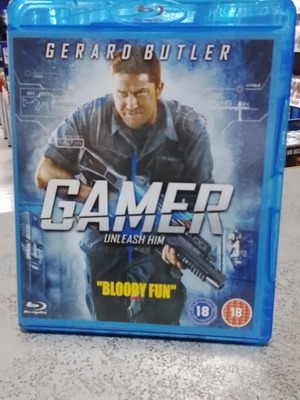 GERARD BUTLER
GAMER
UNLEASH HIM
"BLOODY FUN"
18
18